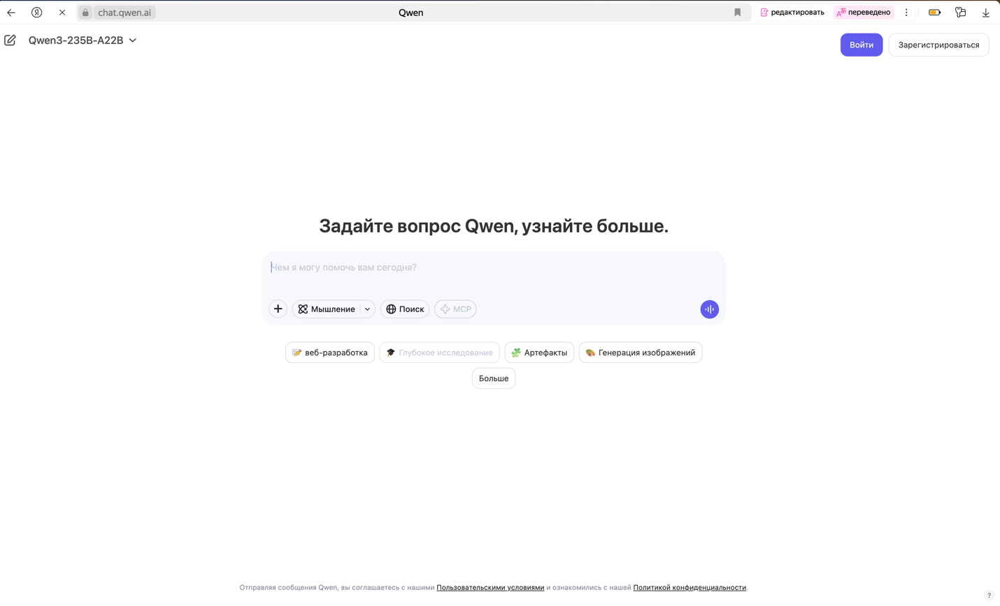 chat.qwen.ai
Qwen
редактировать
переведено
Qwen3-235B-A22B
Войти
Зарегистрироваться
Задайте вопрос Qwen, узнайте больше.
Чем я могу помочь вам сегодня?
Мышление
Поиск
MCP
веб-разработка
Глубокое исследование
Артефакты
Генерация изображений
Больше
Отправляя сообщения Qwen, вы соглашаетесь с нашими Пользовательскими условиями и ознакомились с нашей Политикой конфиденциальности.
?